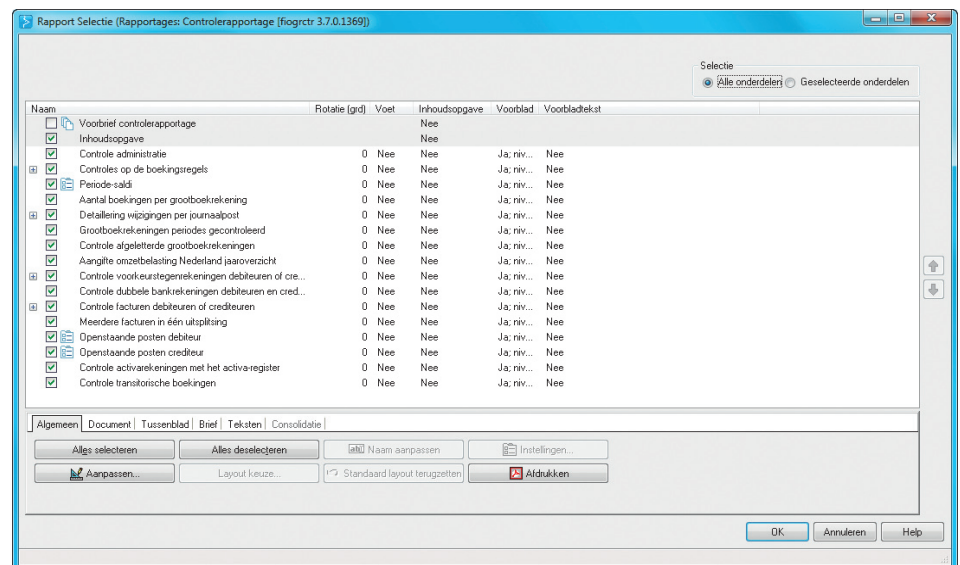 Rapport Selectie (Rapportages: Controlerapportage [fiogrctr 3.7.0.1369])
Selectie
Alle onderdelen Geselecteerde onderdelen
Naam Rotatie (grd) Voet Inhoudsopgave Voorblad Voorbladtekst
Voorbrief controlerapportage Nee
Inhoudsopgave Nee
Controle administratie 0 Nee Nee Ja; niv... Nee
Controles op de boekingsregels 0 Nee Nee Ja; niv... Nee
Periode-saldi 0 Nee Nee Ja; niv... Nee
Aantal boekingen per grootboekrekening 0 Nee Nee Ja; niv... Nee
Detaillering wijzigingen per journaalpost 0 Nee Nee Ja; niv... Nee
Grootboekrekeningen periodes gecontroleerd 0 Nee Nee Ja; niv... Nee
Controle afgeletterde grootboekrekeningen 0 Nee Nee Ja; niv... Nee
Aangifte omzetbelasting Nederland jaaroverzicht 0 Nee Nee Ja; niv... Nee
Controle voorkeurstegenrekeningen debiteuren of cre... 0 Nee Nee Ja; niv... Nee
Controle dubbele bankrekeningen debiteuren en cred... 0 Nee Nee Ja; niv... Nee
Controle facturen debiteuren of crediteuren 0 Nee Nee Ja; niv... Nee
Meerdere facturen in één uitsplitsing 0 Nee Nee Ja; niv... Nee
Openstaande posten debiteur 0 Nee Nee Ja; niv... Nee
Openstaande posten crediteur 0 Nee Nee Ja; niv... Nee
Controle activarekeningen met het activa-register 0 Nee Nee Ja; niv... Nee
Controle transitorische boekingen 0 Nee Nee Ja; niv... Nee
Algemeen Document Tussenblad Brief Teksten Consolidatie
Alles selecteren Alles deselecteren Naam aanpassen Instellingen...
Aanpassen... Layout keuze... Standaard layout terugzetten Afdrukken
OK Annuleren Help